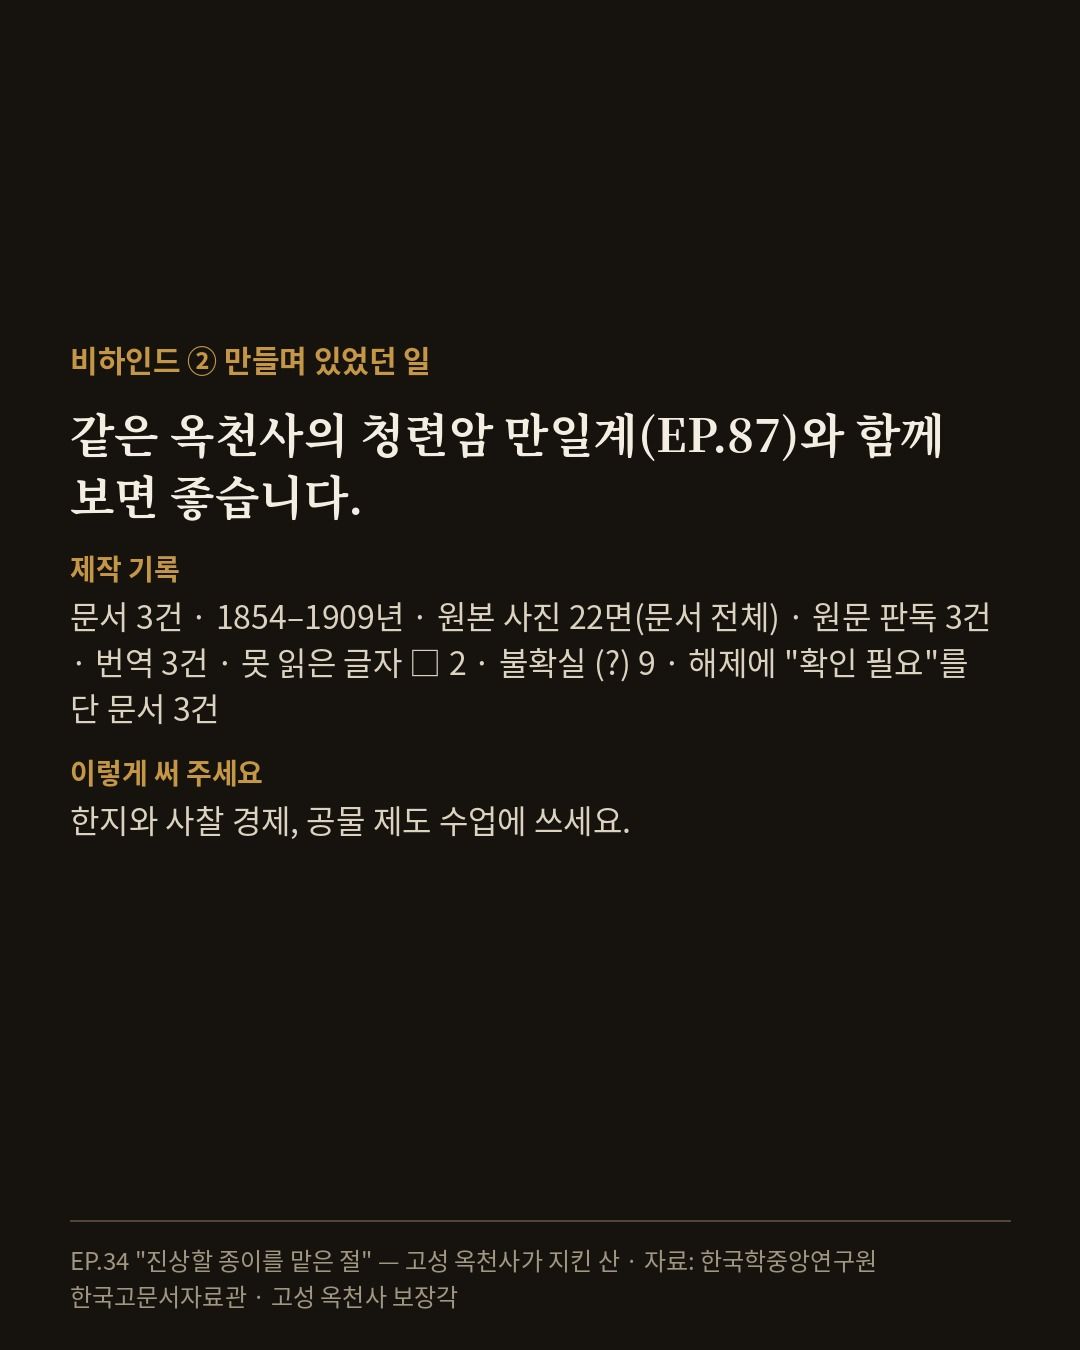 비하인드 ② 만들며 있었던 일
같은 옥천사의 청련암 만일계(EP.87)와 함께
보면 좋습니다.
제작 기록
문서 3건 · 1854–1909년 · 원본 사진 22면(문서 전체) · 원문 판독 3건
· 번역 3건 · 못 읽은 글자 □ 2 · 불확실 (?) 9 · 해제에 "확인 필요"를
단 문서 3건
이렇게 써 주세요
한지와 사찰 경제, 공물 제도 수업에 쓰세요.
EP.34 "진상할 종이를 맡은 절" — 고성 옥천사가 지킨 산 · 자료: 한국학중앙연구원
한국고문서자료관 · 고성 옥천사 보장각